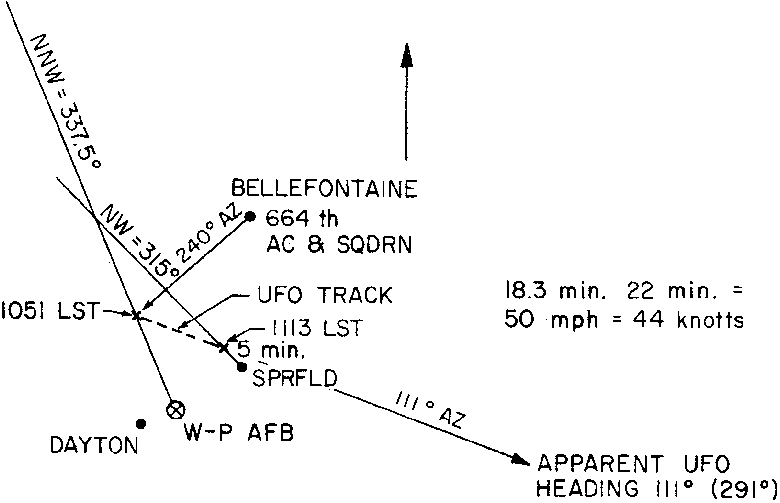 NNW = 337.5°
BELLEFONTAINE
664 th
AC & SQDRN
NW = 315°
240° AZ
1051 LST
UFO TRACK
1113 LST
5 min.
SPRFLD
18.3 min. 22 min. =
50 mph = 44 knotts
111° AZ
W-P AFB
DAYTON
APPARENT UFO
HEADING 111° (291°)